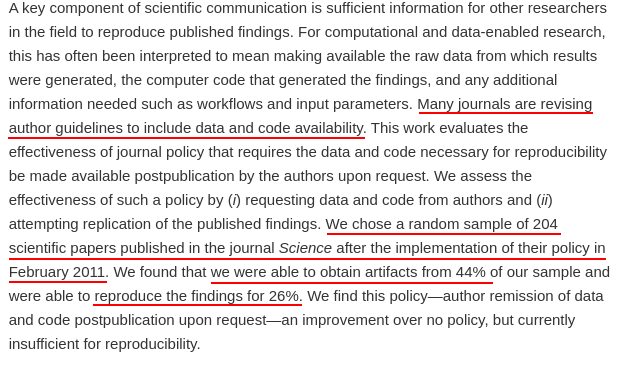 A key component of scientific communication is sufficient information for other researchers
in the field to reproduce published findings. For computational and data-enabled research,
this has often been interpreted to mean making available the raw data from which results
were generated, the computer code that generated the findings, and any additional
information needed such as workflows and input parameters. Many journals are revising
author guidelines to include data and code availability. This work evaluates the
effectiveness of journal policy that requires the data and code necessary for reproducibility
be made available postpublication by the authors upon request. We assess the
effectiveness of such a policy by (i) requesting data and code from authors and (ii)
attempting replication of the published findings. We chose a random sample of 204
scientific papers published in the journal Science after the implementation of their policy in
February 2011. We found that we were able to obtain artifacts from 44% of our sample and
were able to reproduce the findings for 26%. We find this policy—author remission of data
and code postpublication upon request—an improvement over no policy, but currently
insufficient for reproducibility.